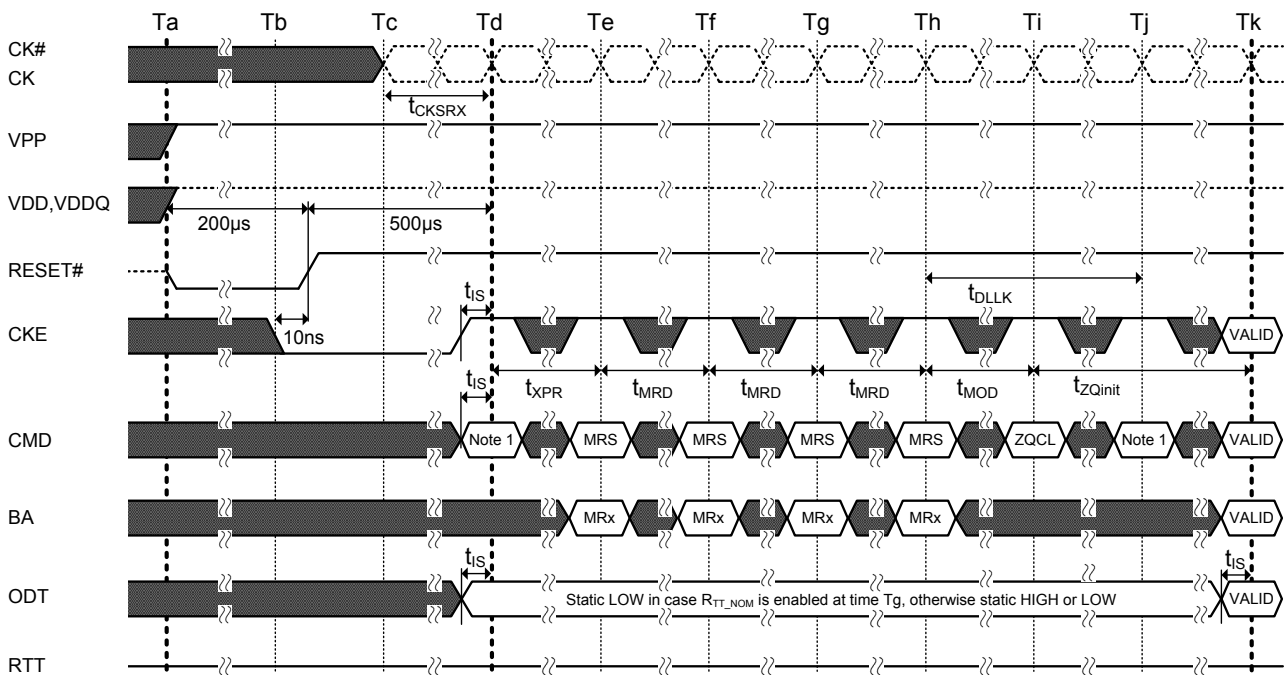 Ta Tb Tc Td Te Tf Tg Th Ti Tj Tk
CK#
CK
tCKSRX
VPP
VDD,VDDQ
200µs 500µs
RESET#
tIS tDLLK
CKE 10ns VALID
tIS tXPR tMRD tMRD tMRD tMOD tZQinit
CMD Note 1 MRS MRS MRS MRS ZQCL Note 1 VALID
BA MRx MRx MRx MRx VALID
tIS tIS
ODT Static LOW in case RTT_NOM is enabled at time Tg, otherwise static HIGH or LOW VALID
RTT